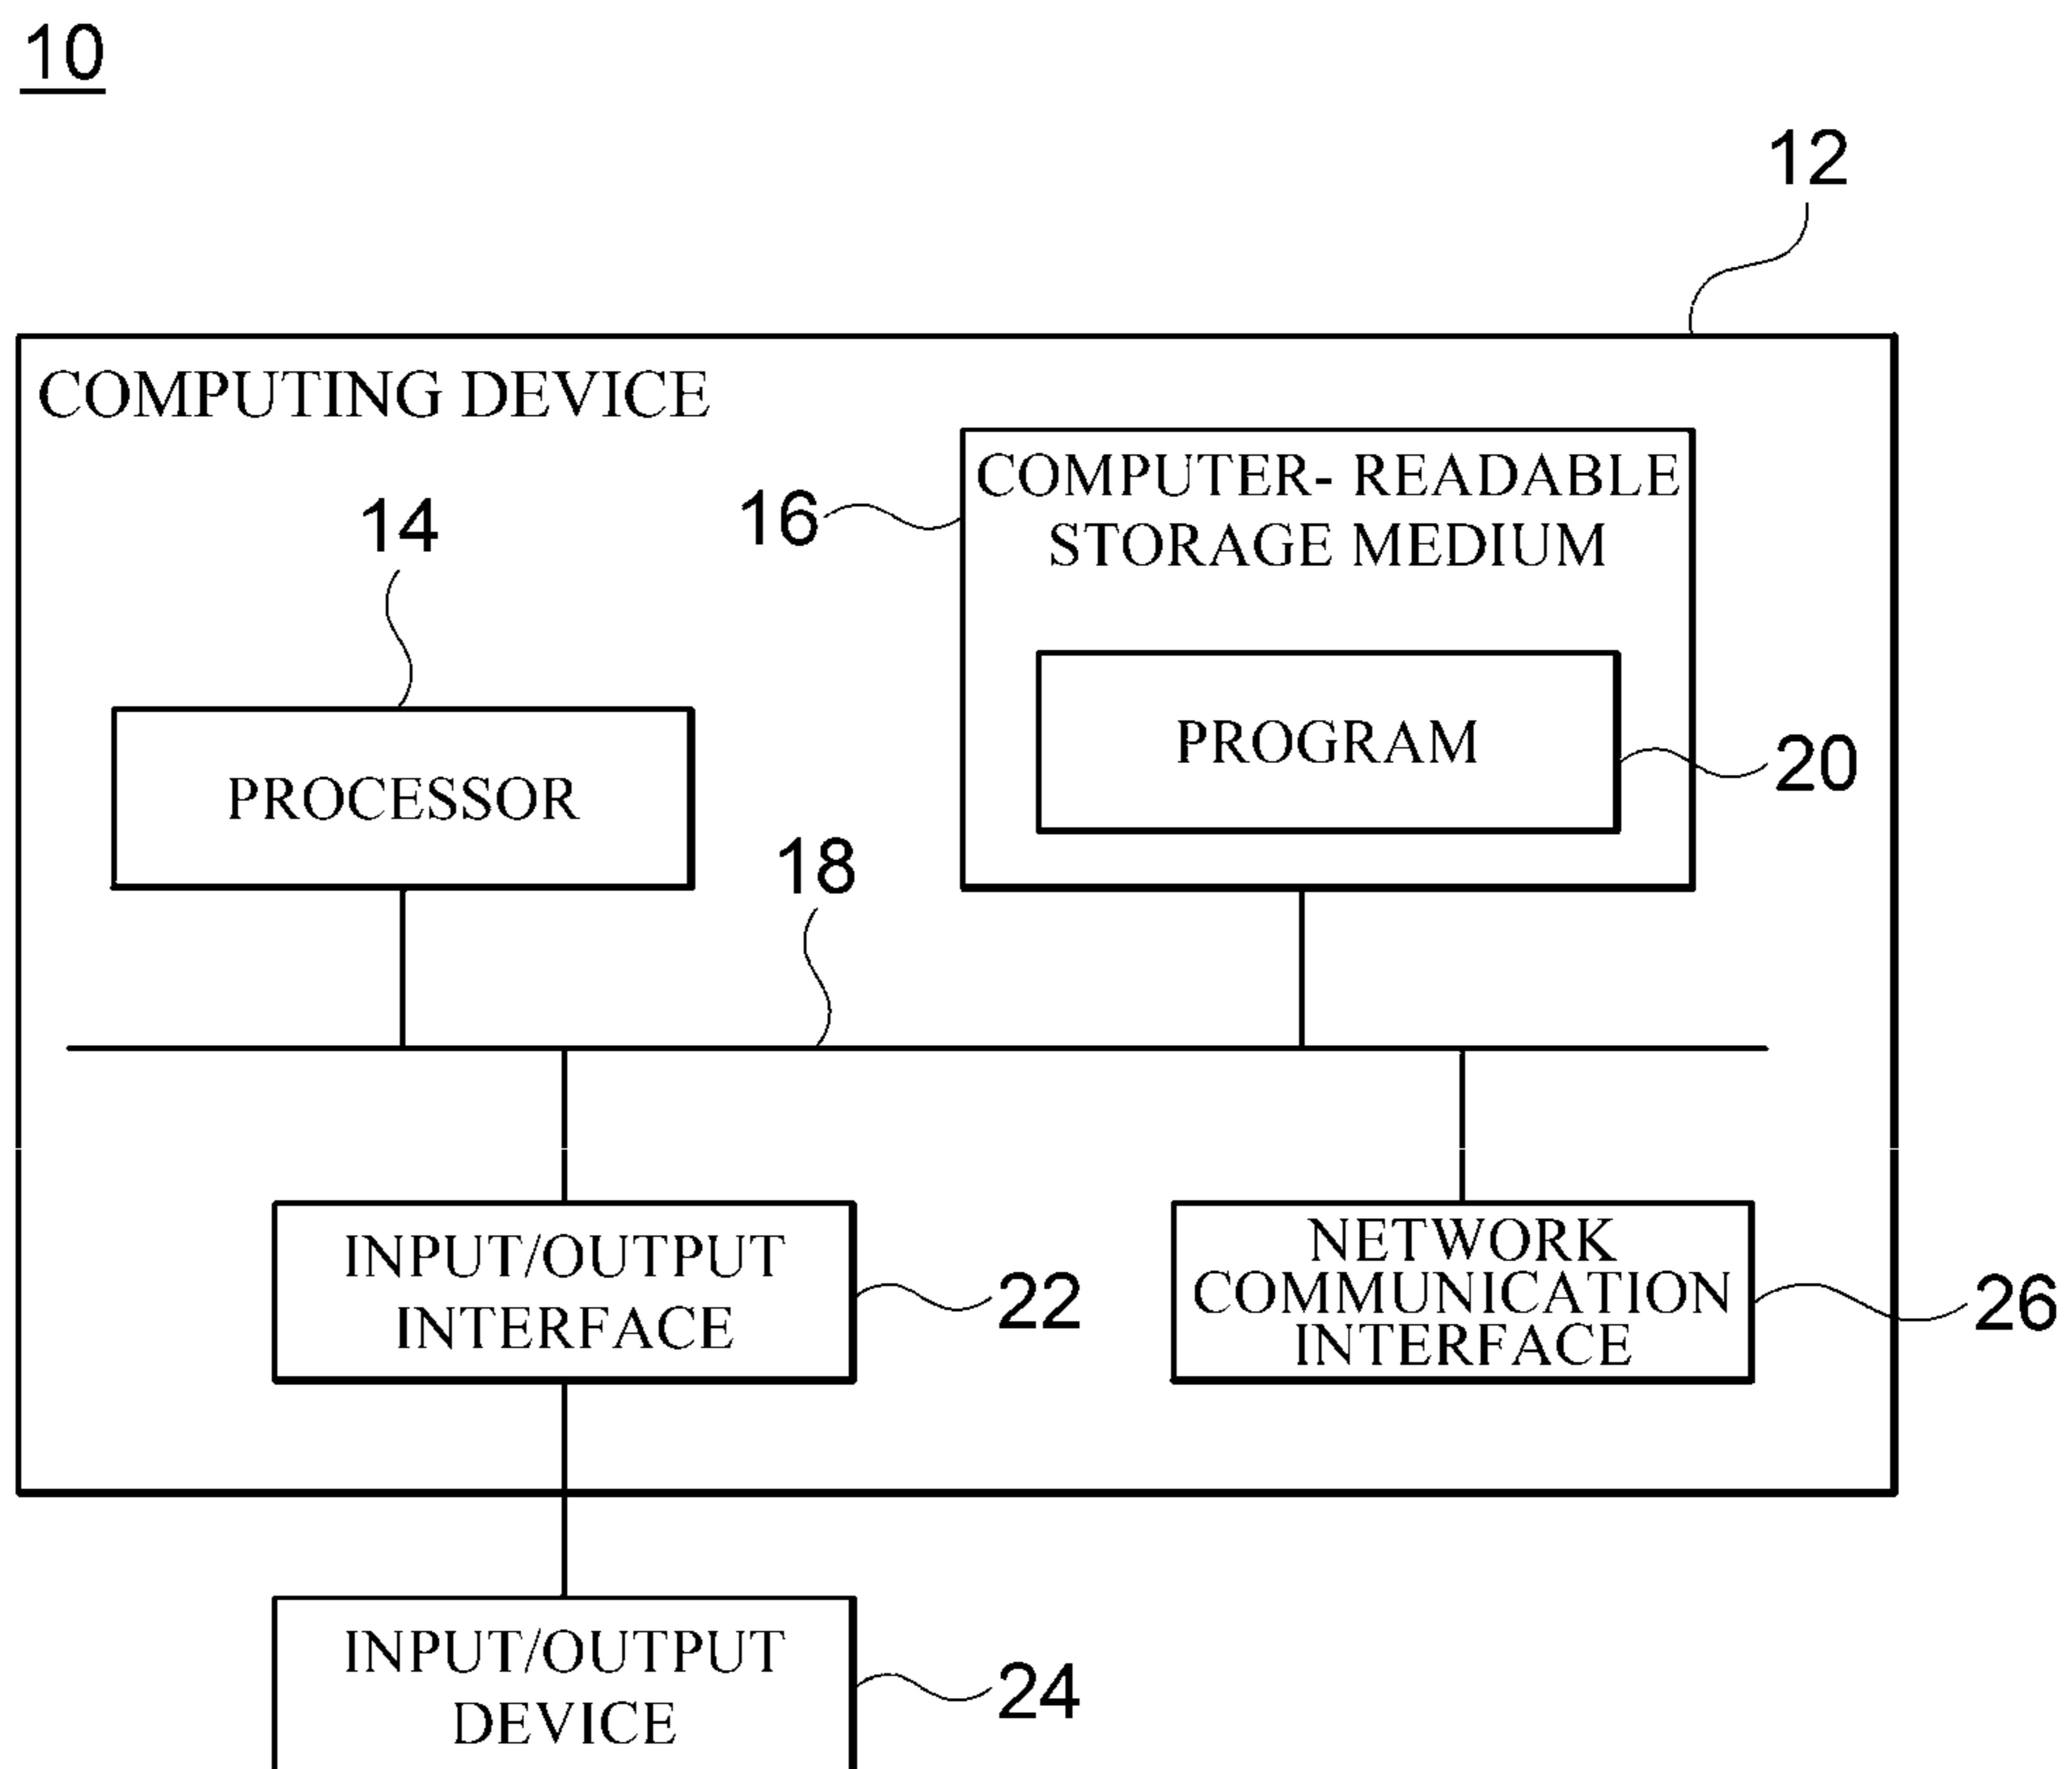 10
12
COMPUTING DEVICE
COMPUTER- READABLE
STORAGE MEDIUM
16
14
PROGRAM
20
PROCESSOR
18
INPUT/OUTPUT
INTERFACE
22
NETWORK
COMMUNICATION
INTERFACE
26
INPUT/OUTPUT
DEVICE
24